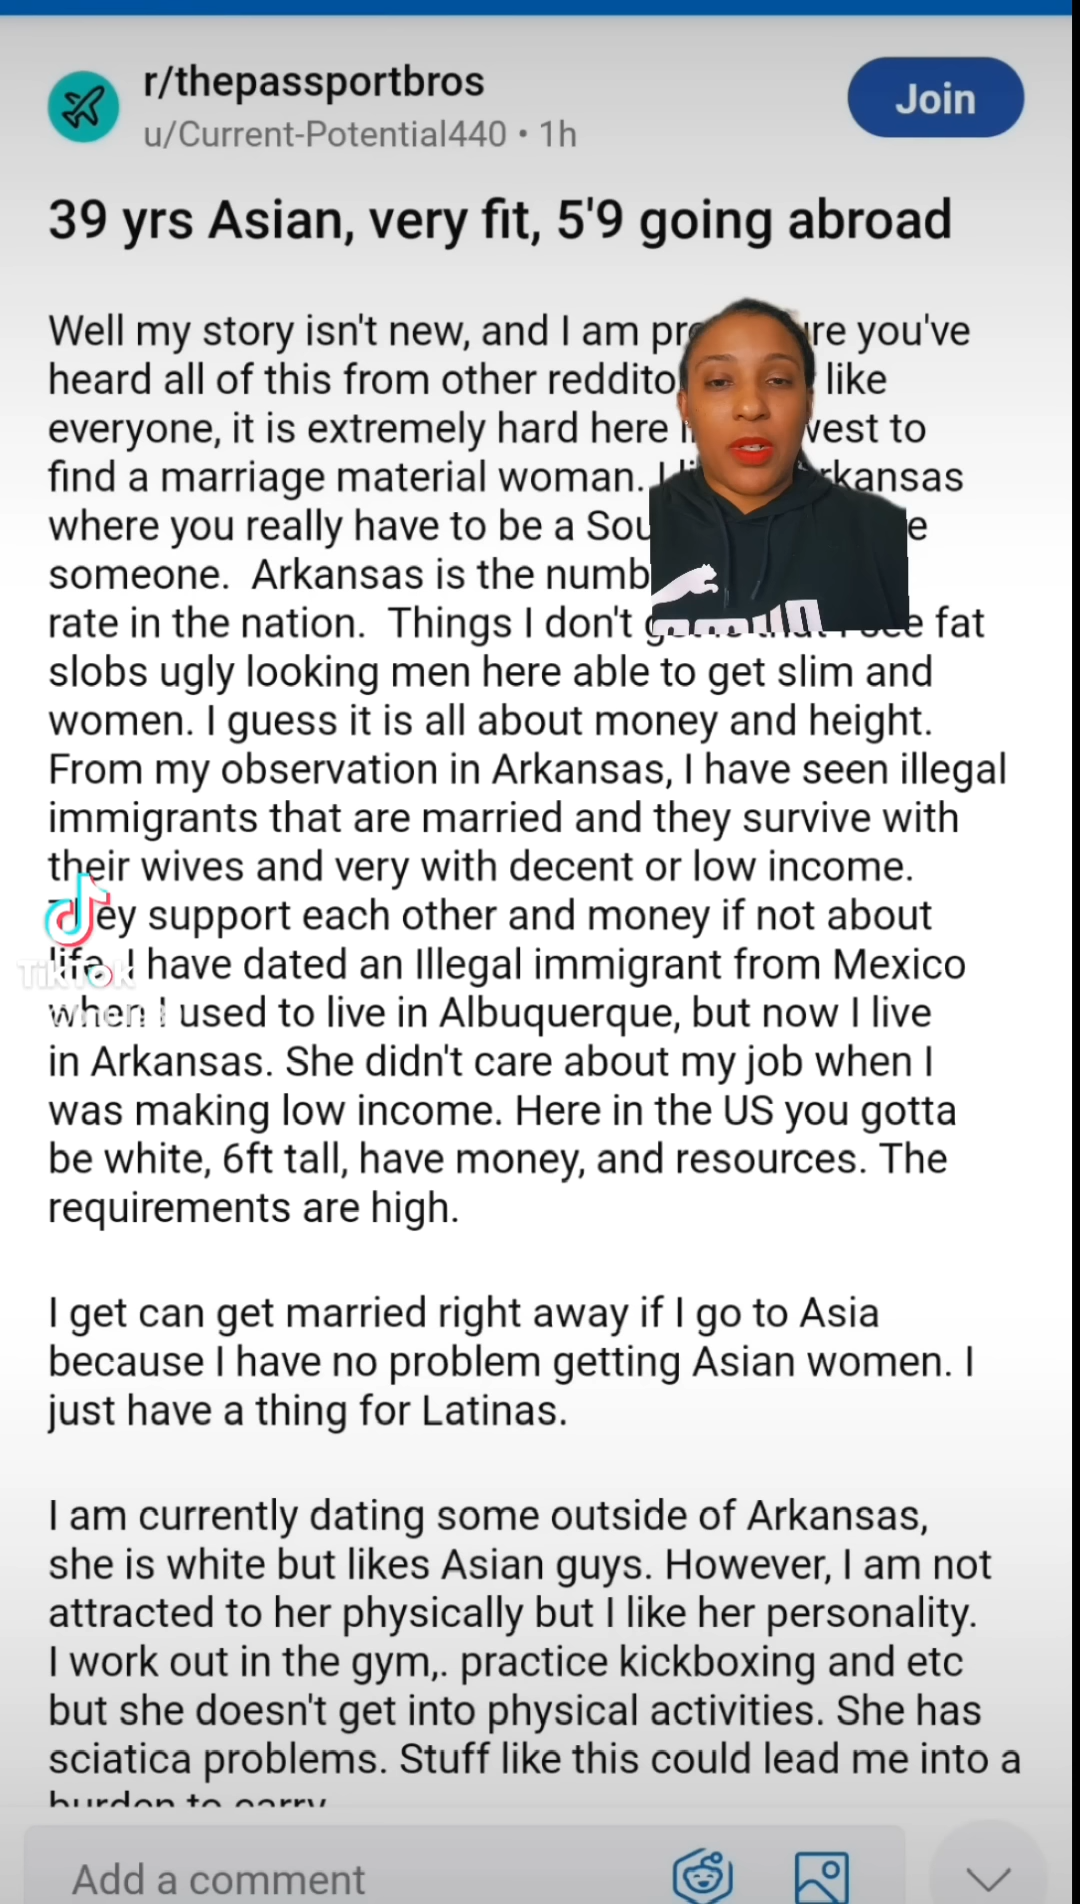 r/thepassportbros
u/Current-Potential440 • 1h
Join
39 yrs Asian, very fit, 5'9 going abroad
Well my story isn't new, and I am you've
heard all of this from other like
everyone, it is extremely hard here to
find a marriage material woman. I
where you really have to be a
someone. Arkansas is the
rate in the nation. Things I don't fat
slobs ugly looking men here able to get slim and
women. I guess it is all about money and height.
From my observation in Arkansas, I have seen illegal
immigrants that are married and they survive with
their wives and very with decent or low income.
They support each other and money if not about
life. I have dated an Illegal immigrant from Mexico
when I used to live in Albuquerque, but now I live
in Arkansas. She didn't care about my job when I
was making low income. Here in the US you gotta
be white, 6ft tall, have money, and resources. The
requirements are high.
I get can get married right away if I go to Asia
because I have no problem getting Asian women. I
just have a thing for Latinas.
I am currently dating some outside of Arkansas,
she is white but likes Asian guys. However, I am not
attracted to her physically but I like her personality.
I work out in the gym,. practice kickboxing and etc
but she doesn't get into physical activities. She has
sciatica problems. Stuff like this could lead me into a
burden to carry
TikTok
Add a comment